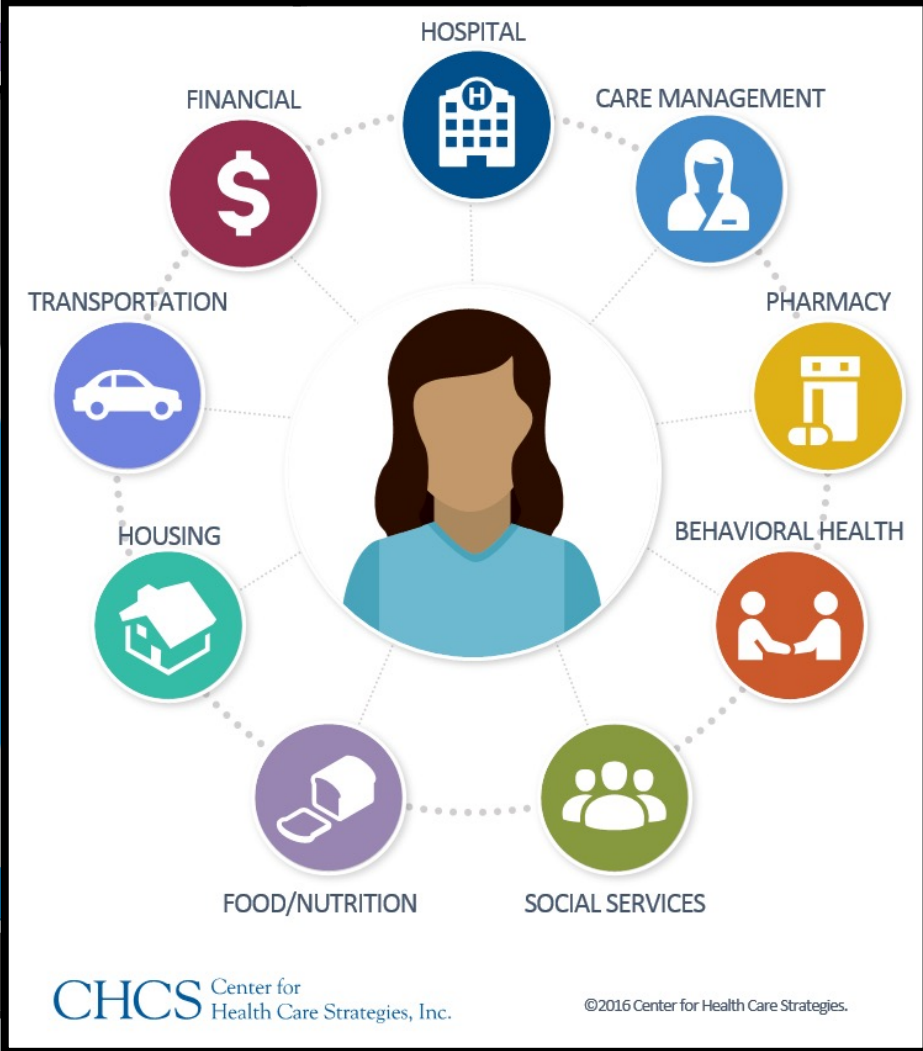 HOSPITAL
FINANCIAL
CARE MANAGEMENT
$
H
TRANSPORTATION
PHARMACY
HOUSING
BEHAVIORAL HEALTH
FOOD/NUTRITION
SOCIAL SERVICES
CHCS Center for
Health Care Strategies, Inc.
©2016 Center for Health Care Strategies.